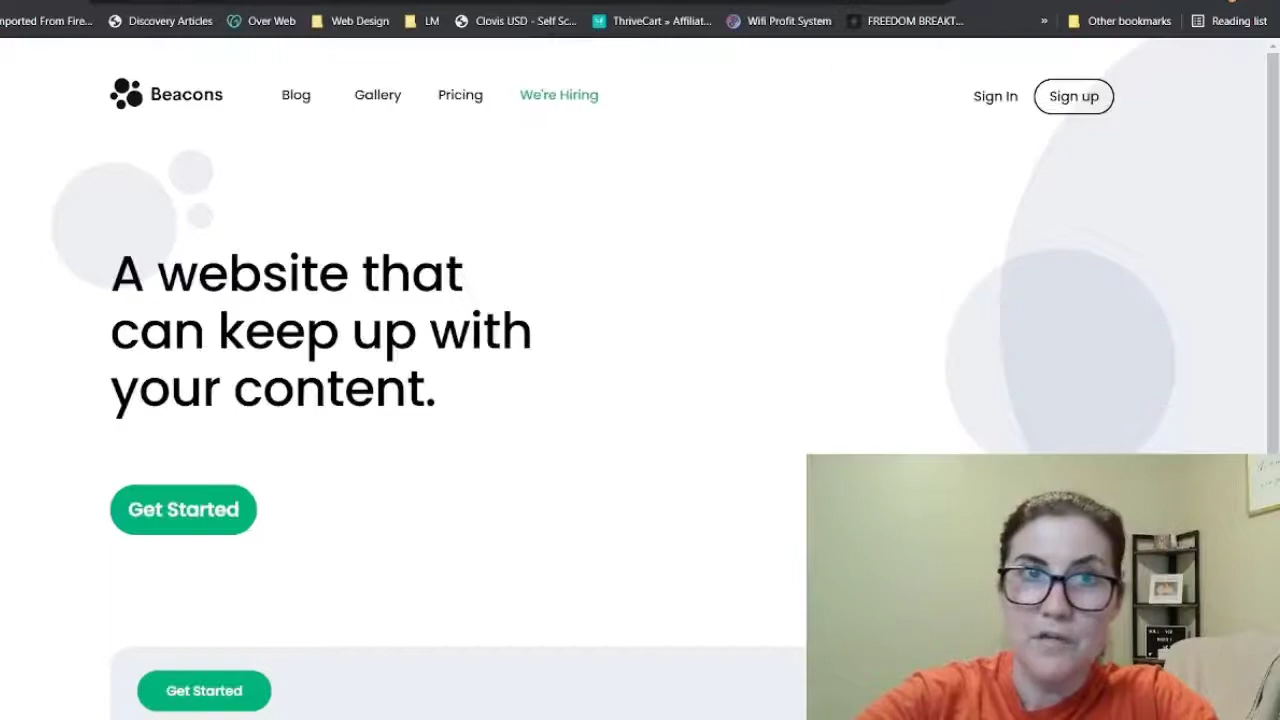 mported From Fire... Discovery Articles Over Web Web Design LM Clovis USD - Self Sc... ThriveCart » Affiliat... Wifi Profit System FREEDOM BREAKT... » Other bookmarks Reading list
Beacons Blog Gallery Pricing We're Hiring Sign In Sign up
A website that
can keep up with
your content.
Get Started
Get Started